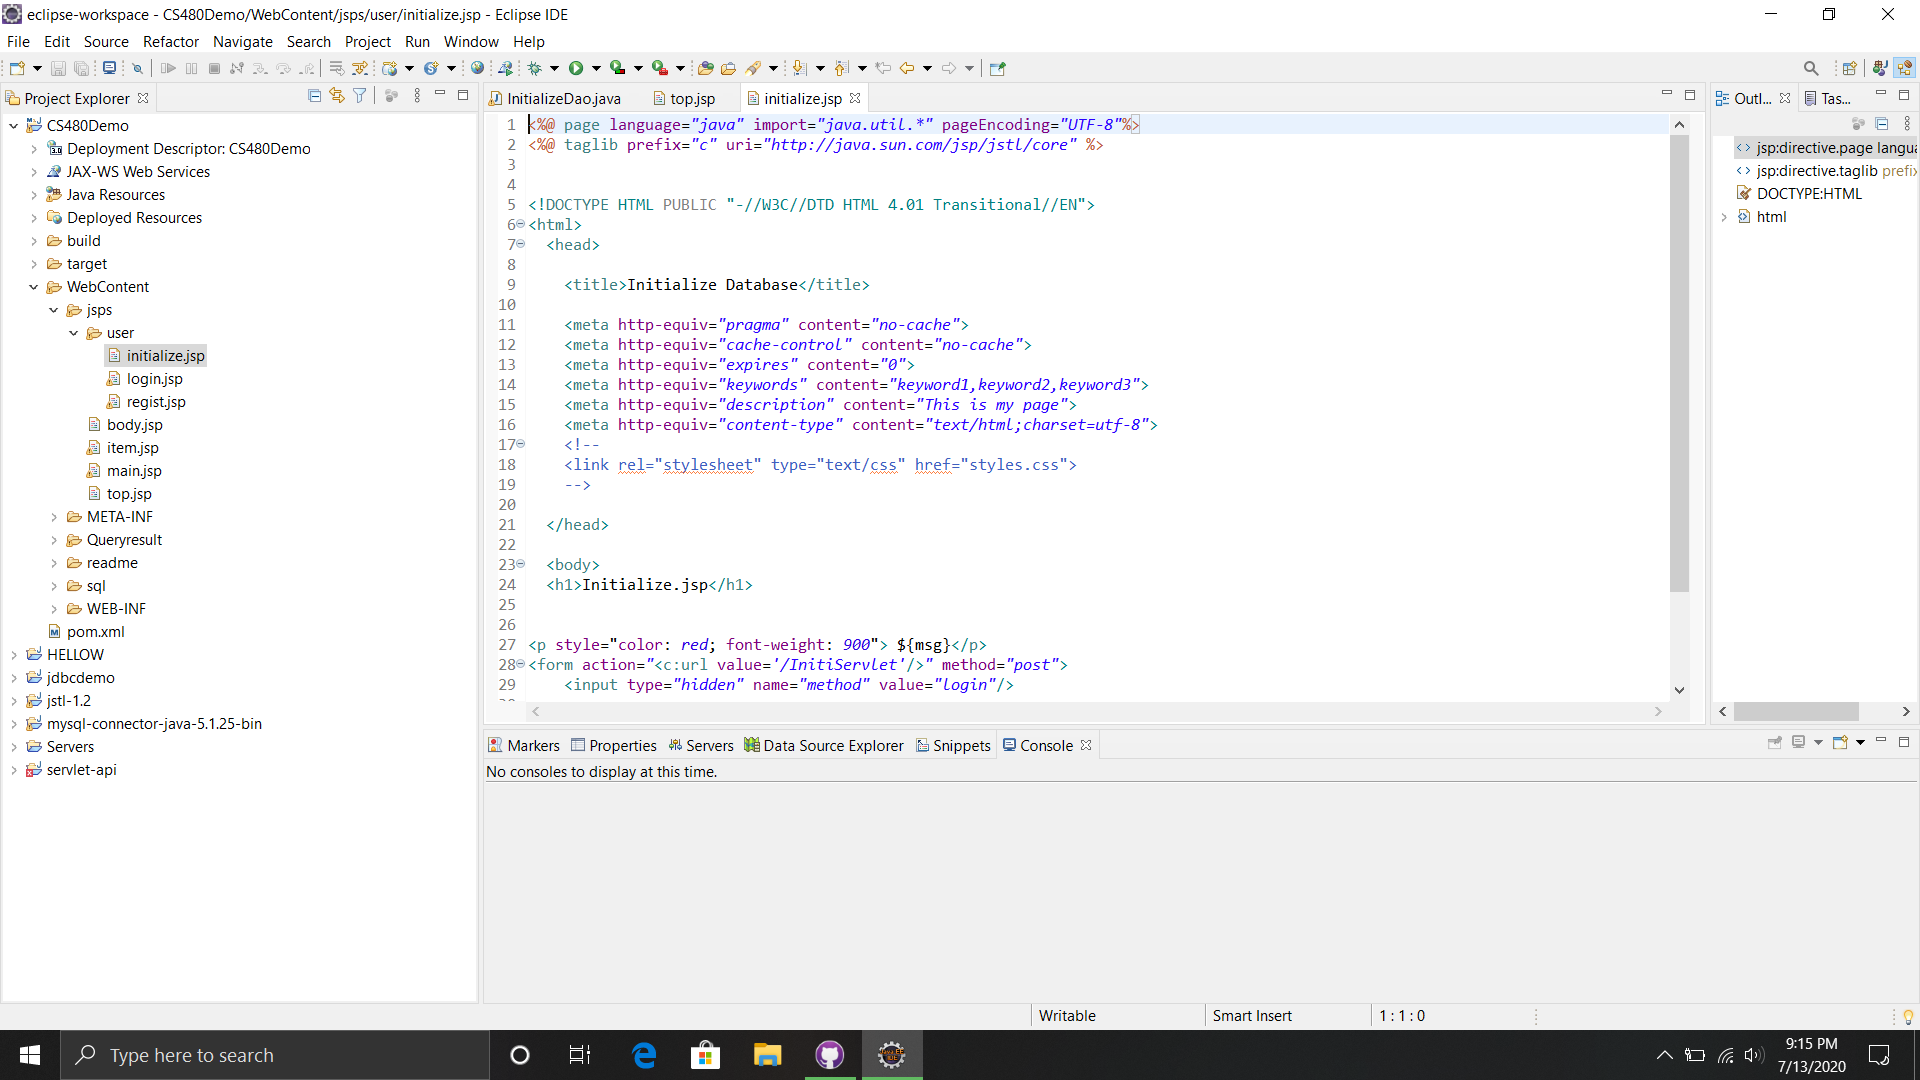 eclipse-workspace - CS480Demo/WebContent/jsps/user/initialize.jsp - Eclipse IDE
File Edit Source Refactor Navigate Search Project Run Window Help
Project Explorer
CS480Demo
Deployment Descriptor: CS480Demo
JAX-WS Web Services
Java Resources
Deployed Resources
build
target
WebContent
jsps
user
initialize.jsp
login.jsp
regist.jsp
body.jsp
item.jsp
main.jsp
top.jsp
META-INF
Queryresult
readme
sql
WEB-INF
pom.xml
HELLOW
jdbcdemo
jstl-1.2
mysql-connector-java-5.1.25-bin
Servers
servlet-api
InitializeDao.java top.jsp initialize.jsp
1 <%@ page language="java" import="java.util.*" pageEncoding="UTF-8"%>
2 <%@ taglib prefix="c" uri="http://java.sun.com/jsp/jstl/core" %>
3
4
5 <!DOCTYPE HTML PUBLIC "-//W3C//DTD HTML 4.01 Transitional//EN">
6 <html>
7 <head>
8
9 <title>Initialize Database</title>
10
11 <meta http-equiv="pragma" content="no-cache">
12 <meta http-equiv="cache-control" content="no-cache">
13 <meta http-equiv="expires" content="0">
14 <meta http-equiv="keywords" content="keyword1,keyword2,keyword3">
15 <meta http-equiv="description" content="This is my page">
16 <meta http-equiv="content-type" content="text/html;charset=utf-8">
17 <!--
18 <link rel="stylesheet" type="text/css" href="styles.css">
19 -->
20
21 </head>
22
23 <body>
24 <h1>Initialize.jsp</h1>
25
26
27 <p style="color: red; font-weight: 900"> ${msg}</p>
28 <form action="<c:url value='/InitiServlet'/>" method="post">
29 <input type="hidden" name="method" value="login"/>
Outl... Tas...
jsp:directive.page langua
jsp:directive.taglib prefix
DOCTYPE:HTML
html
Markers Properties Servers Data Source Explorer Snippets Console
No consoles to display at this time.
Writable Smart Insert 1 : 1 : 0
Type here to search
9:15 PM
7/13/2020